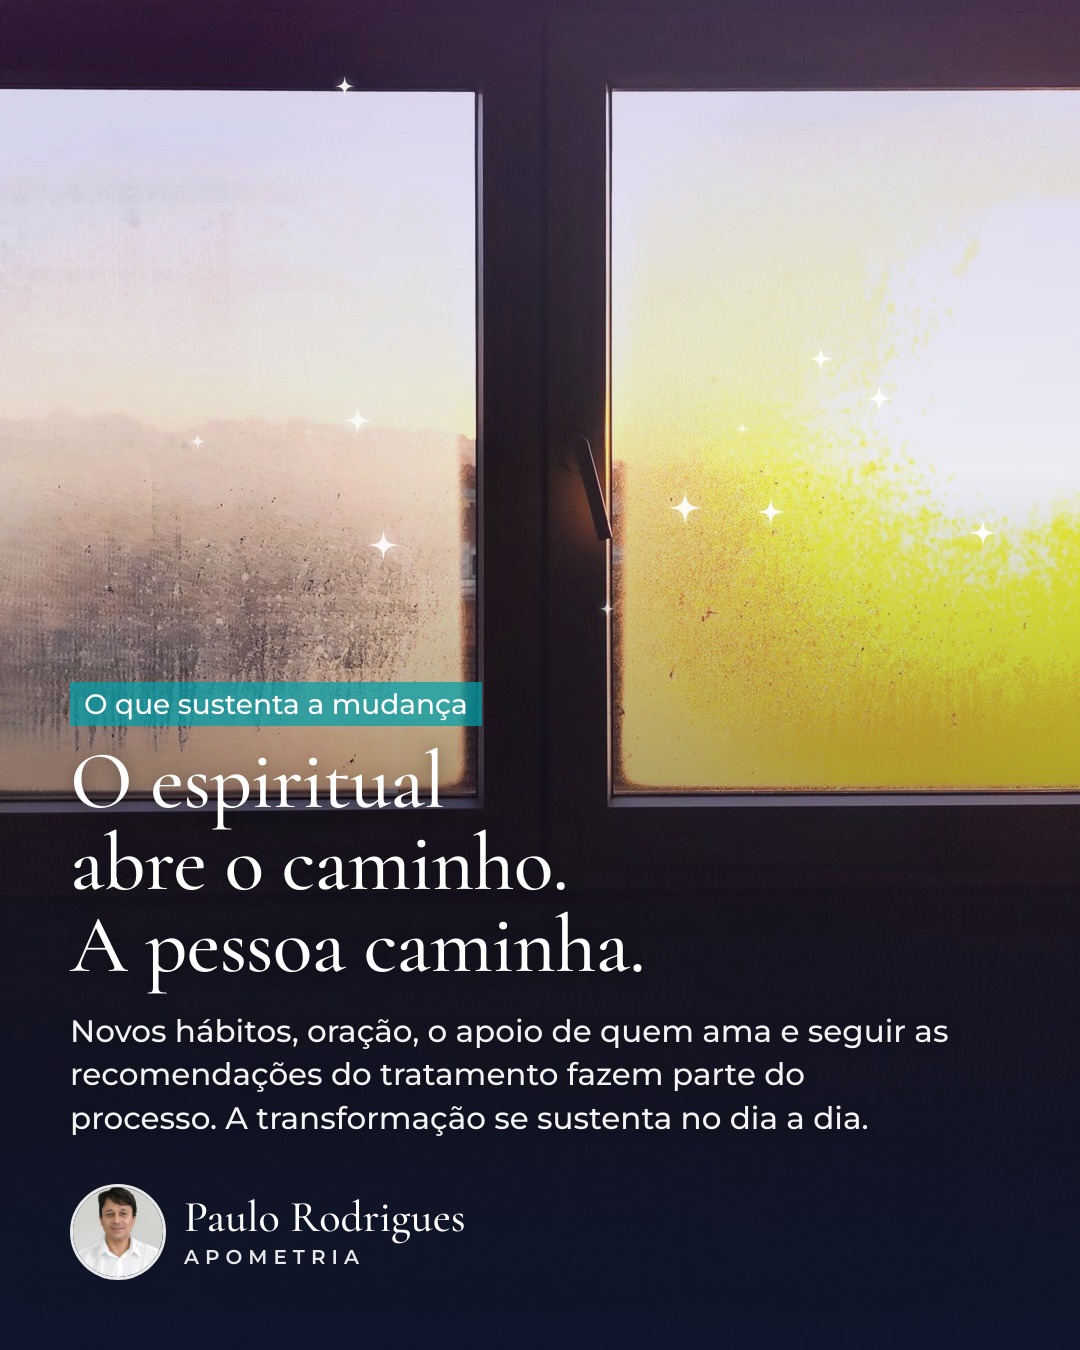 O que sustenta a mudança
O espiritual
abre o caminho.
A pessoa caminha.
Novos hábitos, oração, o apoio de quem ama e seguir as
recomendações do tratamento fazem parte do
processo. A transformação se sustenta no dia a dia.
Paulo Rodrigues
APOMETRIA